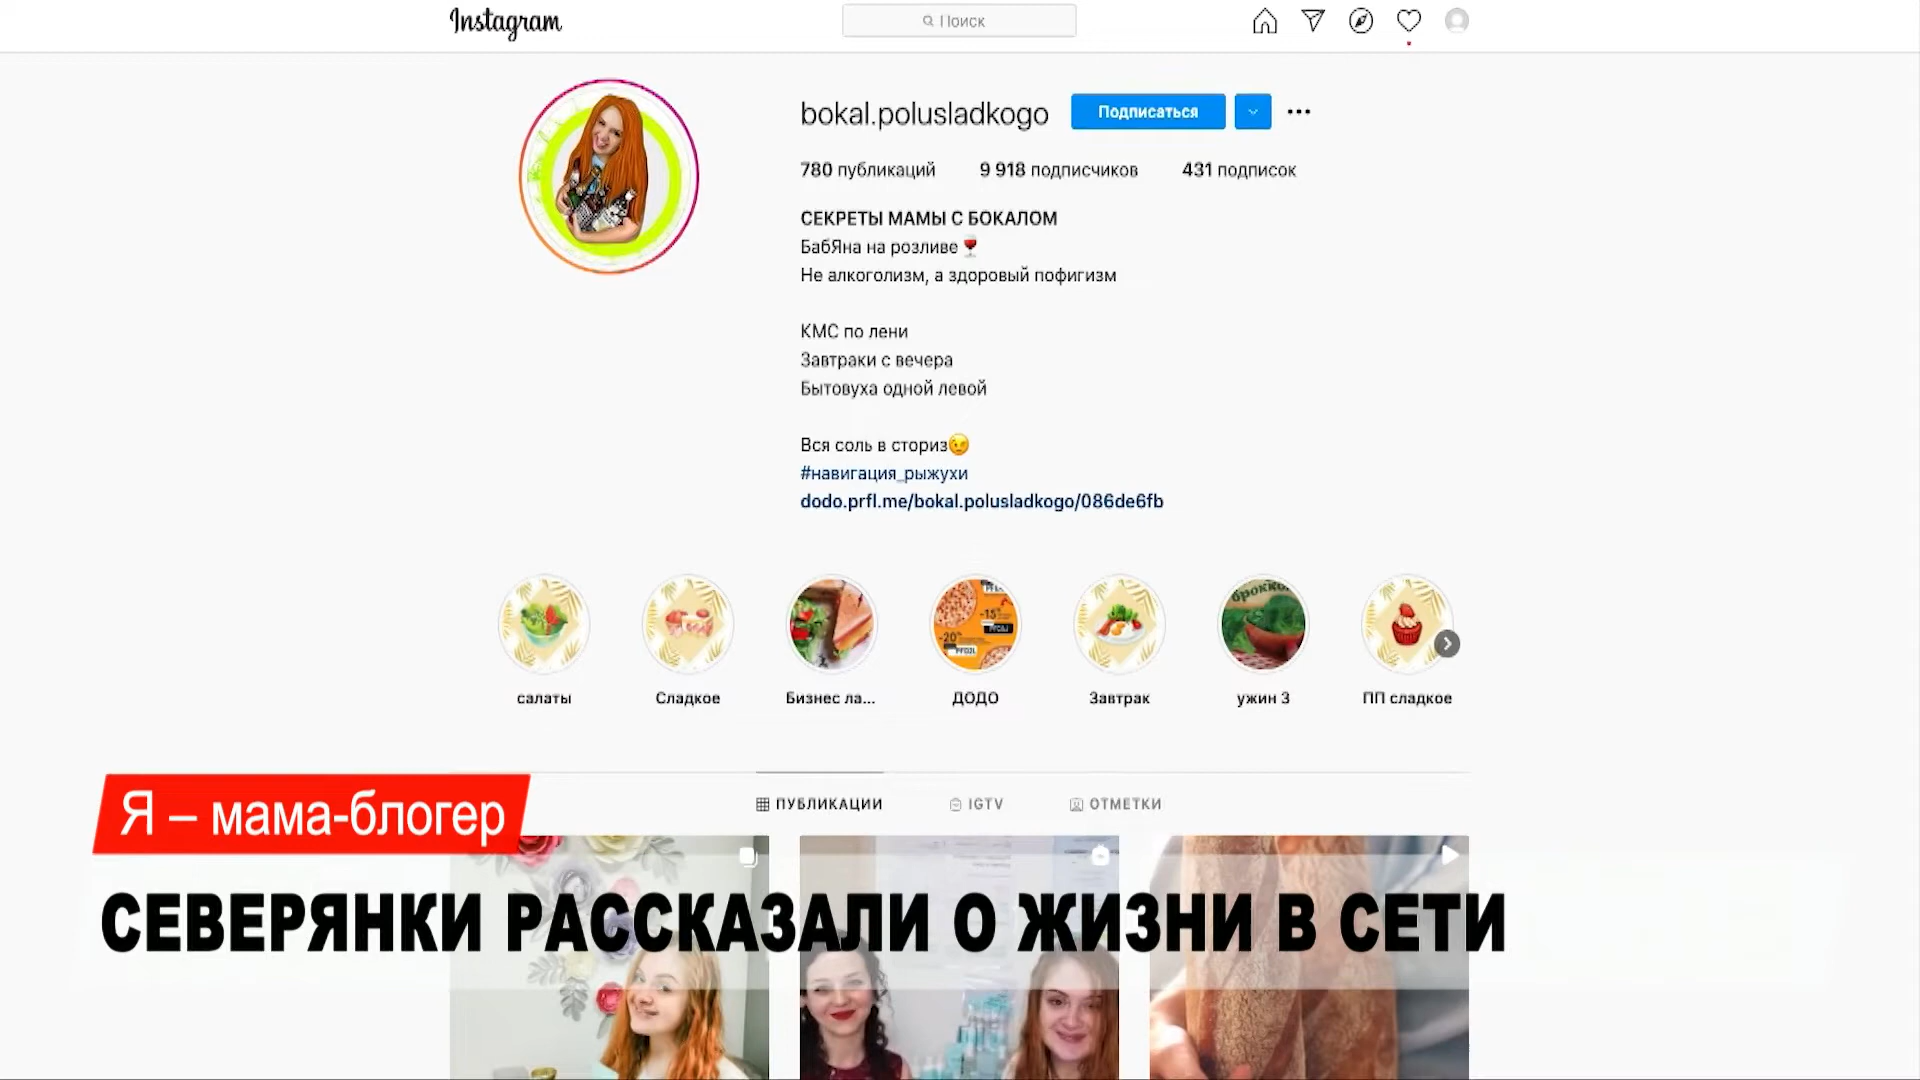 Instagram
Поиск
bokal.polusladkogo
Подписаться
780 публикаций 9 918 подписчиков 431 подписок
СЕКРЕТЫ МАМЫ С БОКАЛОМ
БабЯна на розливе🍷
Не алкоголизм, а здоровый пофигизм
КМС по лени
Завтраки с вечера
Бытовуха одной левой
Вся соль в сториз😉
#навигация_рыжухи
dodo.prfl.me/bokal.polusladkogo/086de6fb
-15%
-20%
брокко
салаты Сладкое Бизнес ла... ДОДО Завтрак ужин 3 ПП сладкое
ПУБЛИКАЦИИ IGTV ОТМЕТКИ
Я – мама-блогер
СЕВЕРЯНКИ РАССКАЗАЛИ О ЖИЗНИ В СЕТИ